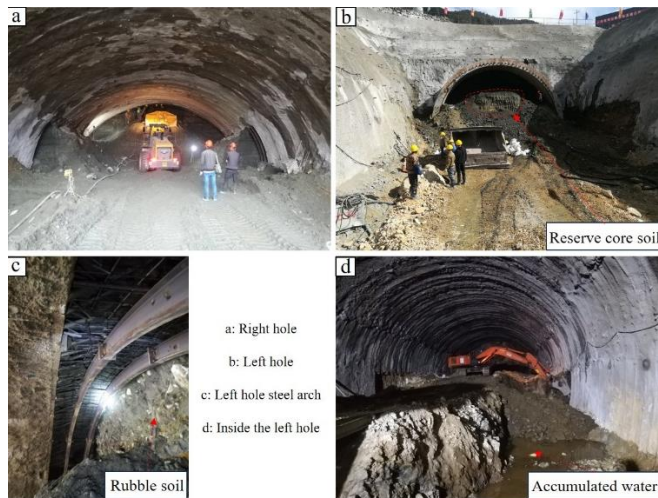 a
b
Reserve core soil
c
Rubble soil
a: Right hole
b: Left hole
c: Left hole steel arch
d: Inside the left hole
d
Accumulated water